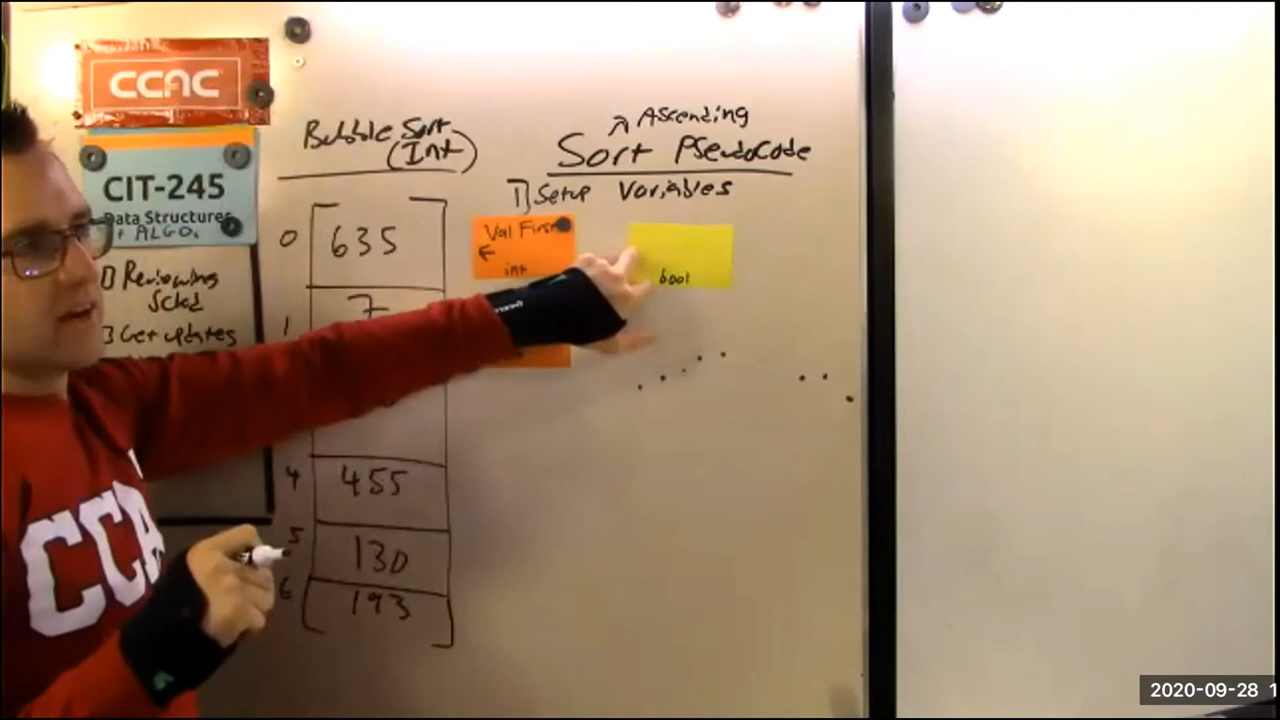 CCAC
CIT-245
Data Structures
+ ALGO.
Reviewing
Sched
3 Get updates
Bubble Sort
(Int)
0 635
1 7
4 455
5 130
6 193
↗ Ascending
Sort PSeudoCode
1] Setup Variables
Val First
←
int
bool
CCA
2020-09-28 1